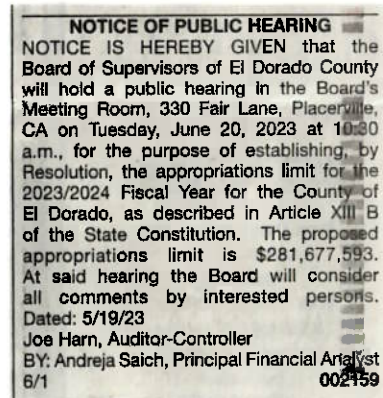 NOTICE OF PUBLIC HEARING
NOTICE IS HEREBY GIVEN that the
Board of Supervisors of El Dorado County
will hold a public hearing in the Board's
Meeting Room, 330 Fair Lane, Placerville,
CA on Tuesday, June 20, 2023 at 10:30
a.m., for the purpose of establishing, by
Resolution, the appropriations limit for the
2023/2024 Fiscal Year for the County of
El Dorado, as described in Article XIII B
of the State Constitution. The proposed
appropriations limit is $281,677,593.
At said hearing the Board will consider
all comments by interested persons.
Dated: 5/19/23
Joe Harn, Auditor-Controller
BY: Andreja Saich, Principal Financial Analyst
6/1 002159